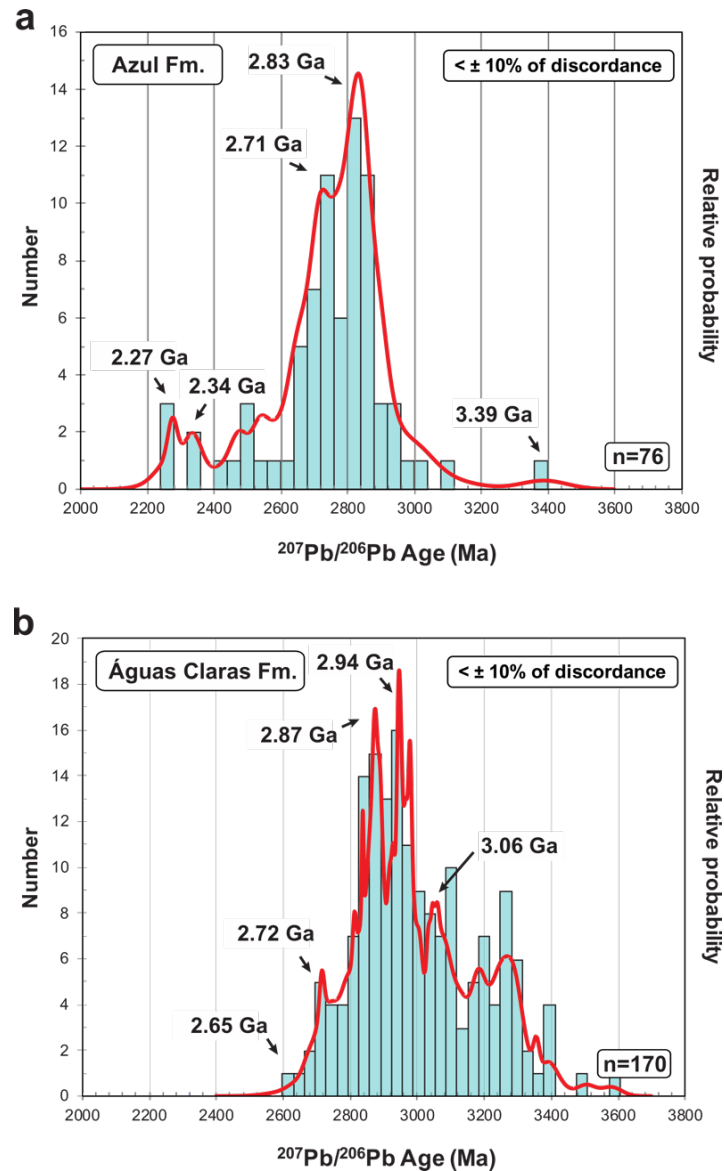 a
Azul Fm.
< ± 10% of discordance
2.83 Ga
2.71 Ga
2.27 Ga
2.34 Ga
3.39 Ga
n=76
Number
Relative probability
16
14
12
10
8
6
4
2
0
2000 2200 2400 2600 2800 3000 3200 3400 3600 3800
²⁰⁷Pb/²⁰⁶Pb Age (Ma)
b
Águas Claras Fm.
< ± 10% of discordance
2.94 Ga
2.87 Ga
3.06 Ga
2.72 Ga
2.65 Ga
n=170
Number
Relative probability
20
18
16
14
12
10
8
6
4
2
0
2000 2200 2400 2600 2800 3000 3200 3400 3600 3800
²⁰⁷Pb/²⁰⁶Pb Age (Ma)